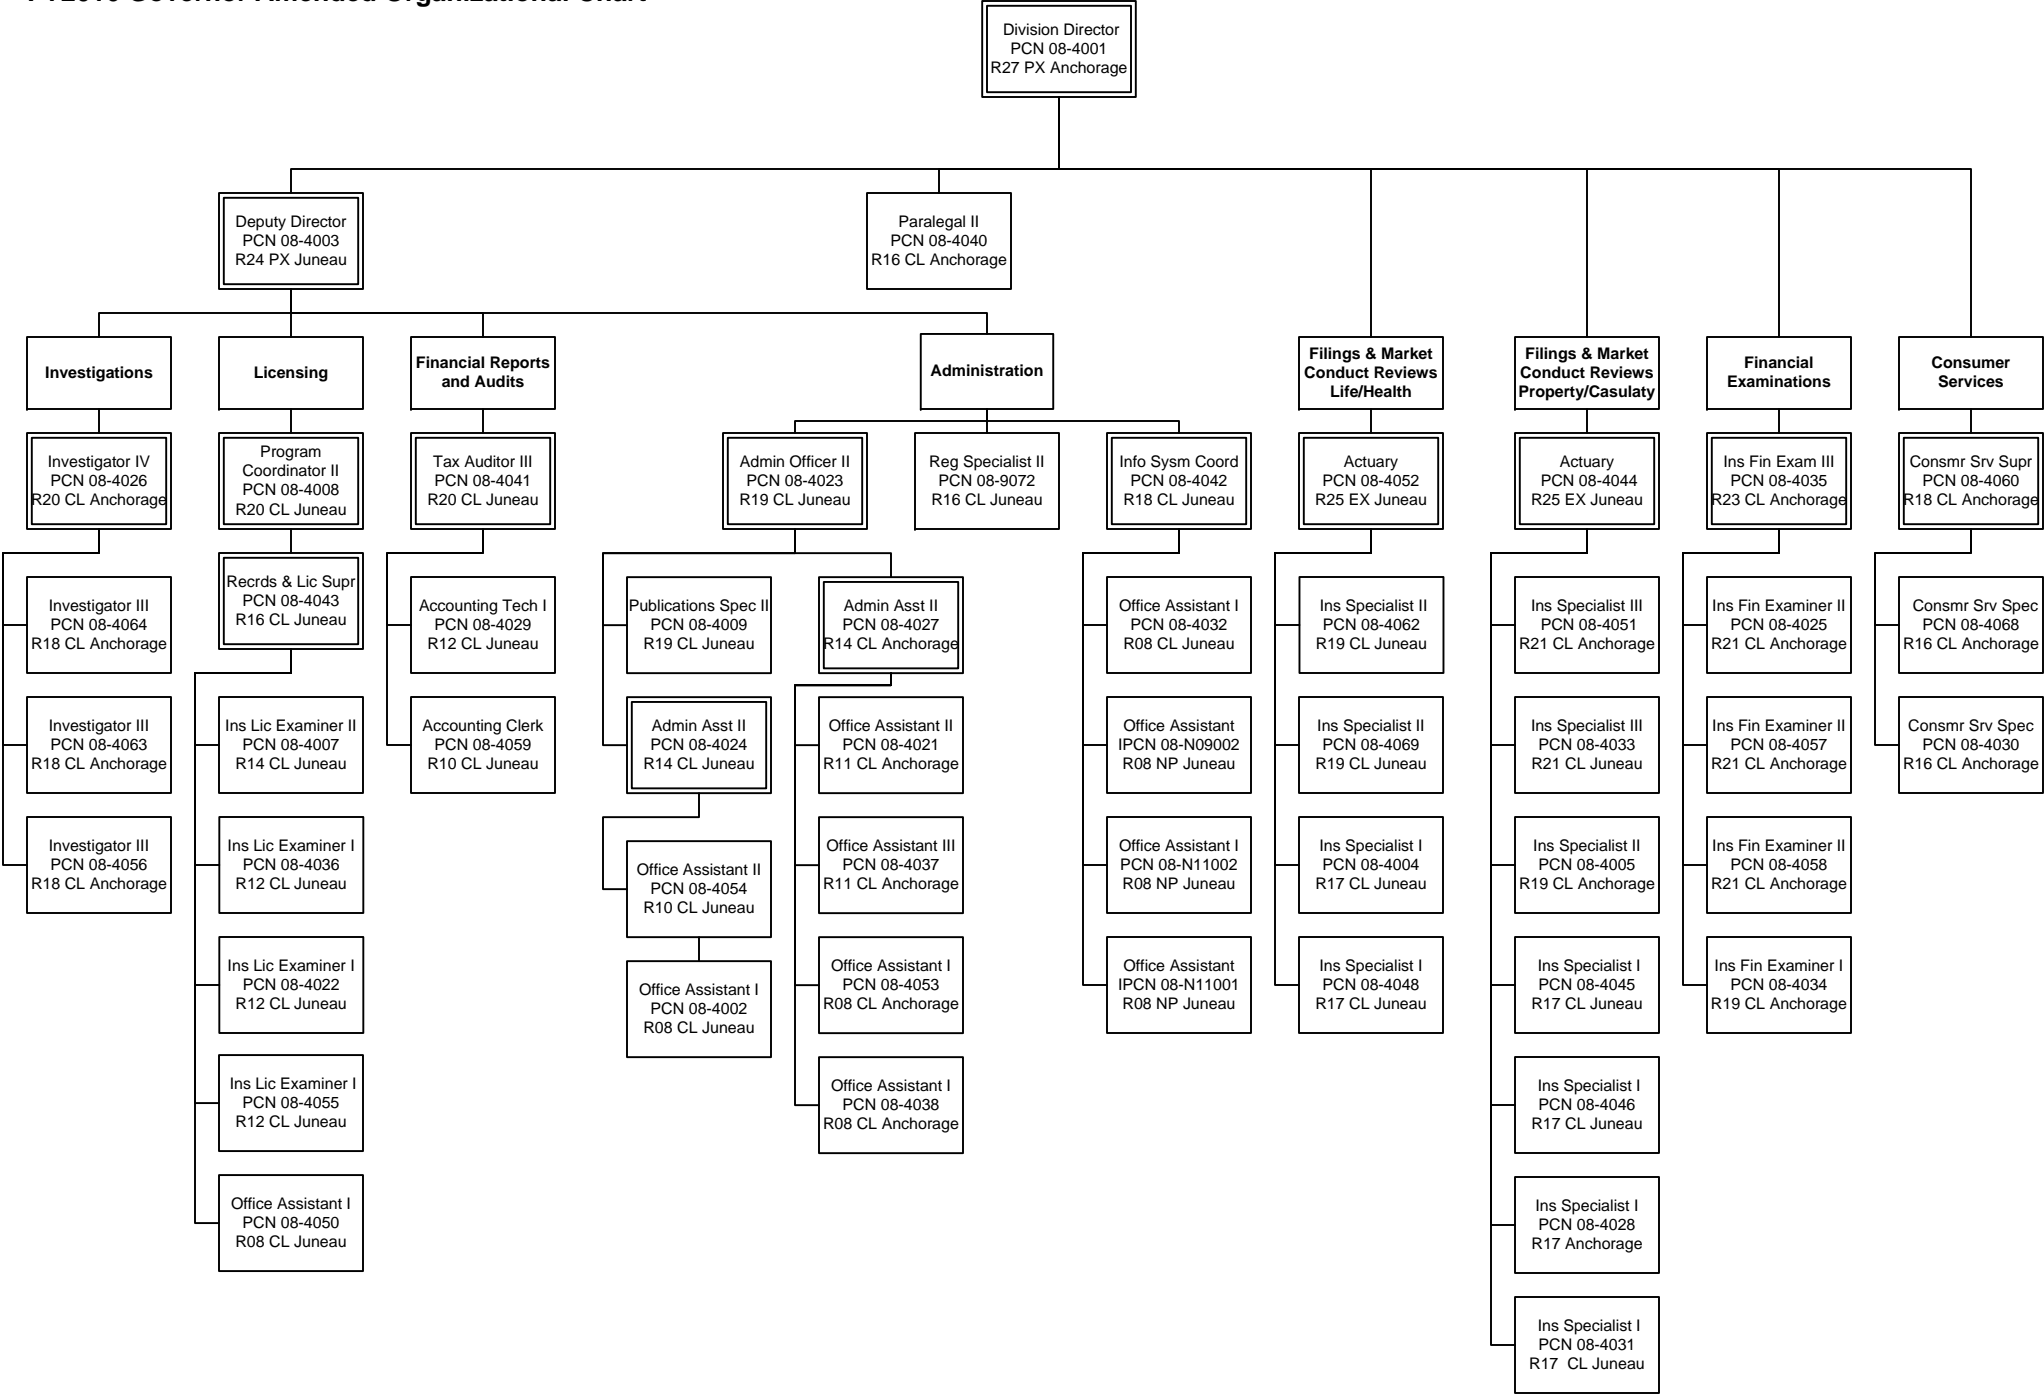 Division Director
PCN 08-4001
R27 PX Anchorage
Deputy Director
PCN 08-4003
R24 PX Juneau
Paralegal II
PCN 08-4040
R16 CL Anchorage
Investigations
Licensing
Financial Reports
and Audits
Administration
Filings & Market
Conduct Reviews
Life/Health
Filings & Market
Conduct Reviews
Property/Casulaty
Financial
Examinations
Consumer
Services
Investigator IV
PCN 08-4026
R20 CL Anchorage
Program
Coordinator II
PCN 08-4008
R20 CL Juneau
Tax Auditor III
PCN 08-4041
R20 CL Juneau
Admin Officer II
PCN 08-4023
R19 CL Juneau
Reg Specialist II
PCN 08-9072
R16 CL Juneau
Info Sysm Coord
PCN 08-4042
R18 CL Juneau
Actuary
PCN 08-4052
R25 EX Juneau
Actuary
PCN 08-4044
R25 EX Juneau
Ins Fin Exam III
PCN 08-4035
R23 CL Anchorage
Consmr Srv Supr
PCN 08-4060
R18 CL Anchorage
Investigator III
PCN 08-4064
R18 CL Anchorage
Investigator III
PCN 08-4063
R18 CL Anchorage
Investigator III
PCN 08-4056
R18 CL Anchorage
Recrds & Lic Supr
PCN 08-4043
R16 CL Juneau
Ins Lic Examiner II
PCN 08-4007
R14 CL Juneau
Ins Lic Examiner I
PCN 08-4036
R12 CL Juneau
Ins Lic Examiner I
PCN 08-4022
R12 CL Juneau
Ins Lic Examiner I
PCN 08-4055
R12 CL Juneau
Office Assistant I
PCN 08-4050
R08 CL Juneau
Accounting Tech I
PCN 08-4029
R12 CL Juneau
Accounting Clerk
PCN 08-4059
R10 CL Juneau
Publications Spec II
PCN 08-4009
R19 CL Juneau
Admin Asst II
PCN 08-4024
R14 CL Juneau
Office Assistant II
PCN 08-4054
R10 CL Juneau
Office Assistant I
PCN 08-4002
R08 CL Juneau
Admin Asst II
PCN 08-4027
R14 CL Anchorage
Office Assistant II
PCN 08-4021
R11 CL Anchorage
Office Assistant III
PCN 08-4037
R11 CL Anchorage
Office Assistant I
PCN 08-4053
R08 CL Anchorage
Office Assistant I
PCN 08-4038
R08 CL Anchorage
Office Assistant I
PCN 08-4032
R08 CL Juneau
Office Assistant
IPCN 08-N09002
R08 NP Juneau
Office Assistant I
PCN 08-N11002
R08 NP Juneau
Office Assistant
IPCN 08-N11001
R08 NP Juneau
Ins Specialist II
PCN 08-4062
R19 CL Juneau
Ins Specialist II
PCN 08-4069
R19 CL Juneau
Ins Specialist I
PCN 08-4004
R17 CL Juneau
Ins Specialist I
PCN 08-4048
R17 CL Juneau
Ins Specialist III
PCN 08-4051
R21 CL Anchorage
Ins Specialist III
PCN 08-4033
R21 CL Juneau
Ins Specialist II
PCN 08-4005
R19 CL Anchorage
Ins Specialist I
PCN 08-4045
R17 CL Juneau
Ins Specialist I
PCN 08-4046
R17 CL Juneau
Ins Specialist I
PCN 08-4028
R17 Anchorage
Ins Specialist I
PCN 08-4031
R17 CL Juneau
Ins Fin Examiner II
PCN 08-4025
R21 CL Anchorage
Ins Fin Examiner II
PCN 08-4057
R21 CL Anchorage
Ins Fin Examiner II
PCN 08-4058
R21 CL Anchorage
Ins Fin Examiner I
PCN 08-4034
R19 CL Anchorage
Consmr Srv Spec
PCN 08-4068
R16 CL Anchorage
Consmr Srv Spec
PCN 08-4030
R16 CL Anchorage